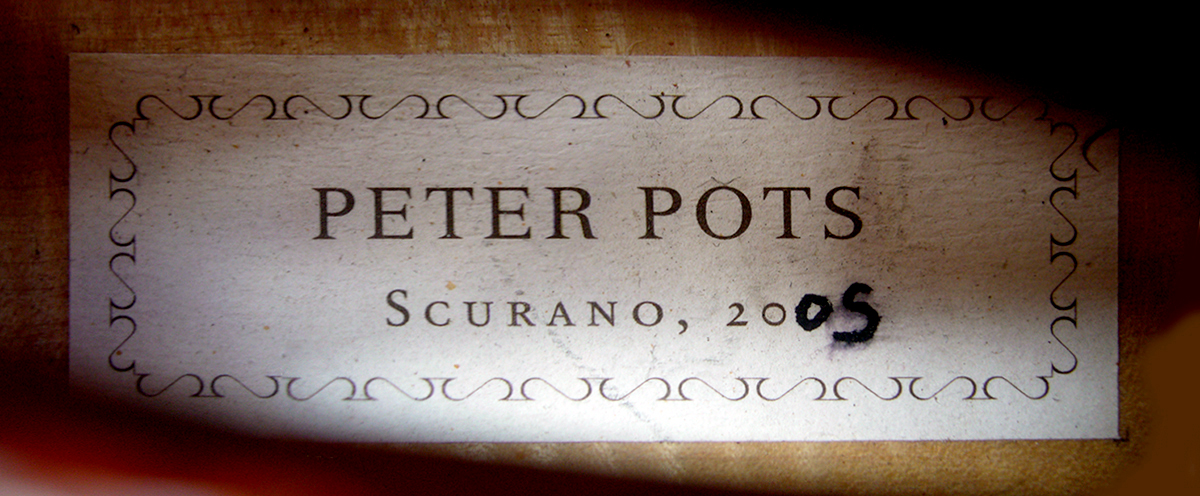 PETER POTS
SCURANO, 2005